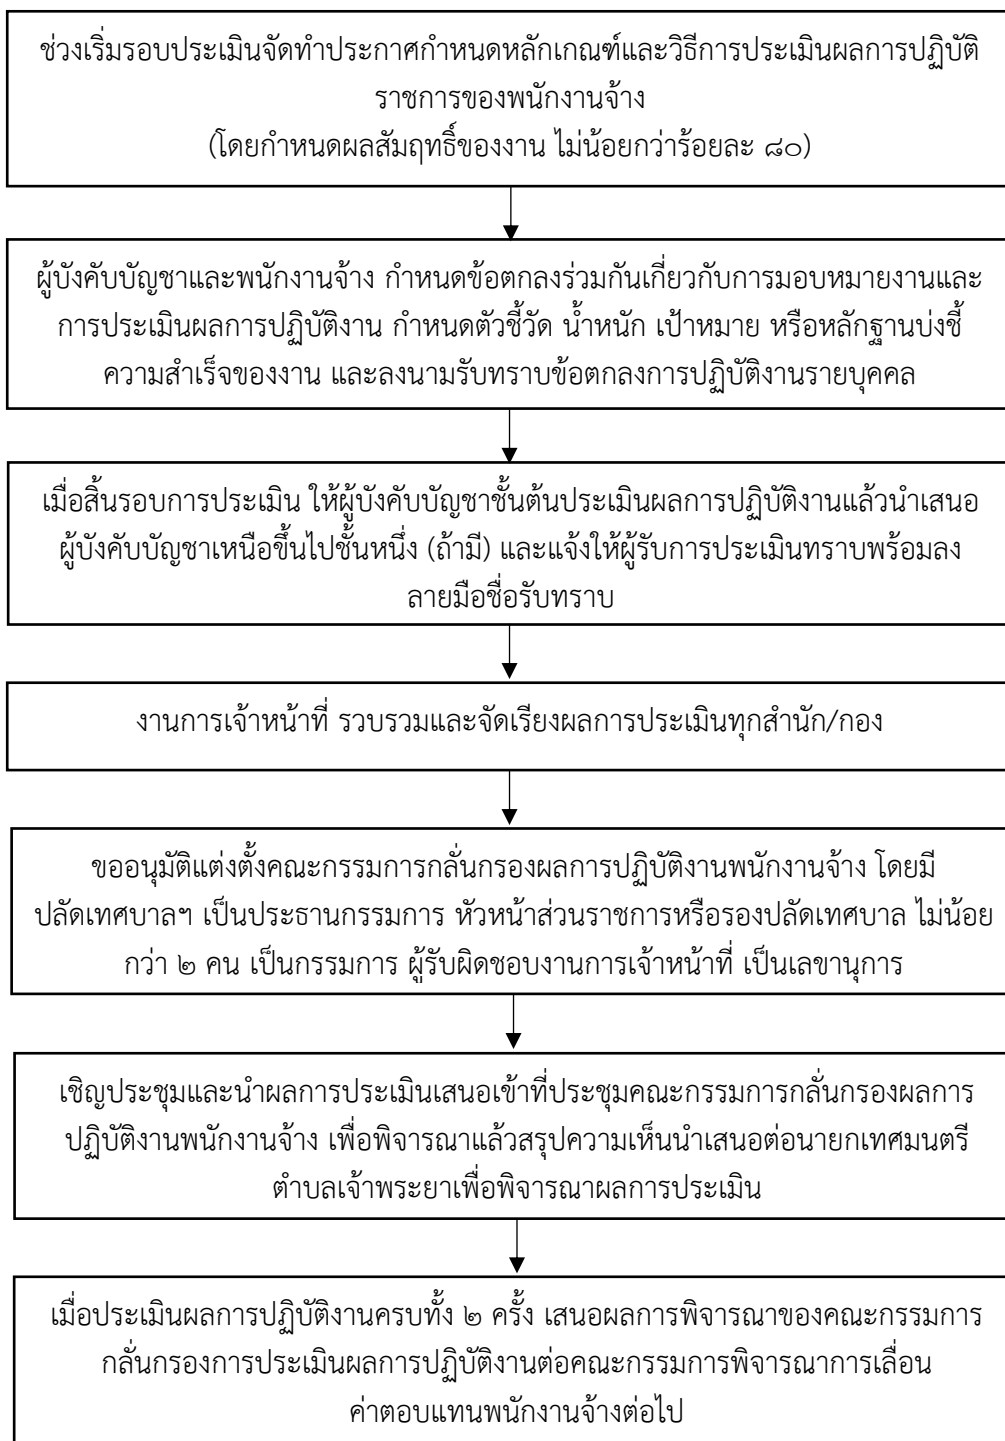 ช่วงเริ่มรอบประเมินจัดทำประกาศกำหนดหลักเกณฑ์และวิธีการประเมินผลการปฏิบัติ
ราชการของพนักงานจ้าง
(โดยกำหนดผลสัมฤทธิ์ของงาน ไม่น้อยกว่าร้อยละ ๘๐)
ผู้บังคับบัญชาและพนักงานจ้าง กำหนดข้อตกลงร่วมกันเกี่ยวกับการมอบหมายงานและ
การประเมินผลการปฏิบัติงาน กำหนดตัวชี้วัด น้ำหนัก เป้าหมาย หรือหลักฐานบ่งชี้
ความสำเร็จของงาน และลงนามรับทราบข้อตกลงการปฏิบัติงานรายบุคคล
เมื่อสิ้นรอบการประเมิน ให้ผู้บังคับบัญชาชั้นต้นประเมินผลการปฏิบัติงานแล้วนำเสนอ
ผู้บังคับบัญชาเหนือขึ้นไปชั้นหนึ่ง (ถ้ามี) และแจ้งให้ผู้รับการประเมินทราบพร้อมลง
ลายมือชื่อรับทราบ
งานการเจ้าหน้าที่ รวบรวมและจัดเรียงผลการประเมินทุกสำนัก/กอง
ขออนุมัติแต่งตั้งคณะกรรมการกลั่นกรองผลการปฏิบัติงานพนักงานจ้าง โดยมี
ปลัดเทศบาลฯ เป็นประธานกรรมการ หัวหน้าส่วนราชการหรือรองปลัดเทศบาล ไม่น้อย
กว่า ๒ คน เป็นกรรมการ ผู้รับผิดชอบงานการเจ้าหน้าที่ เป็นเลขานุการ
เชิญประชุมและนำผลการประเมินเสนอเข้าที่ประชุมคณะกรรมการกลั่นกรองผลการ
ปฏิบัติงานพนักงานจ้าง เพื่อพิจารณาแล้วสรุปความเห็นนำเสนอต่อนายกเทศมนตรี
ตำบลเจ้าพระยาเพื่อพิจารณาผลการประเมิน
เมื่อประเมินผลการปฏิบัติงานครบทั้ง ๒ ครั้ง เสนอผลการพิจารณาของคณะกรรมการ
กลั่นกรองการประเมินผลการปฏิบัติงานต่อคณะกรรมการพิจารณาการเลื่อน
ค่าตอบแทนพนักงานจ้างต่อไป